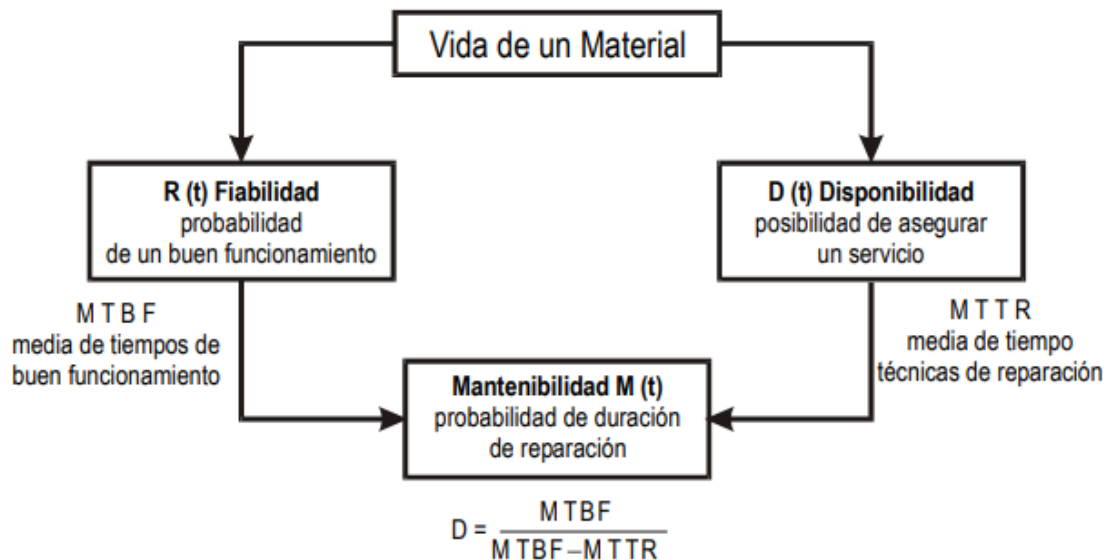 Vida de un Material
R (t) Fiabilidad
probabilidad
de un buen funcionamiento
D (t) Disponibilidad
posibilidad de asegurar
un servicio
M T B F
media de tiempos de
buen funcionamiento
M T T R
media de tiempo
técnicas de reparación
Mantenibilidad M (t)
probabilidad de duración
de reparación
D = M TBF
M TBF–M TTR